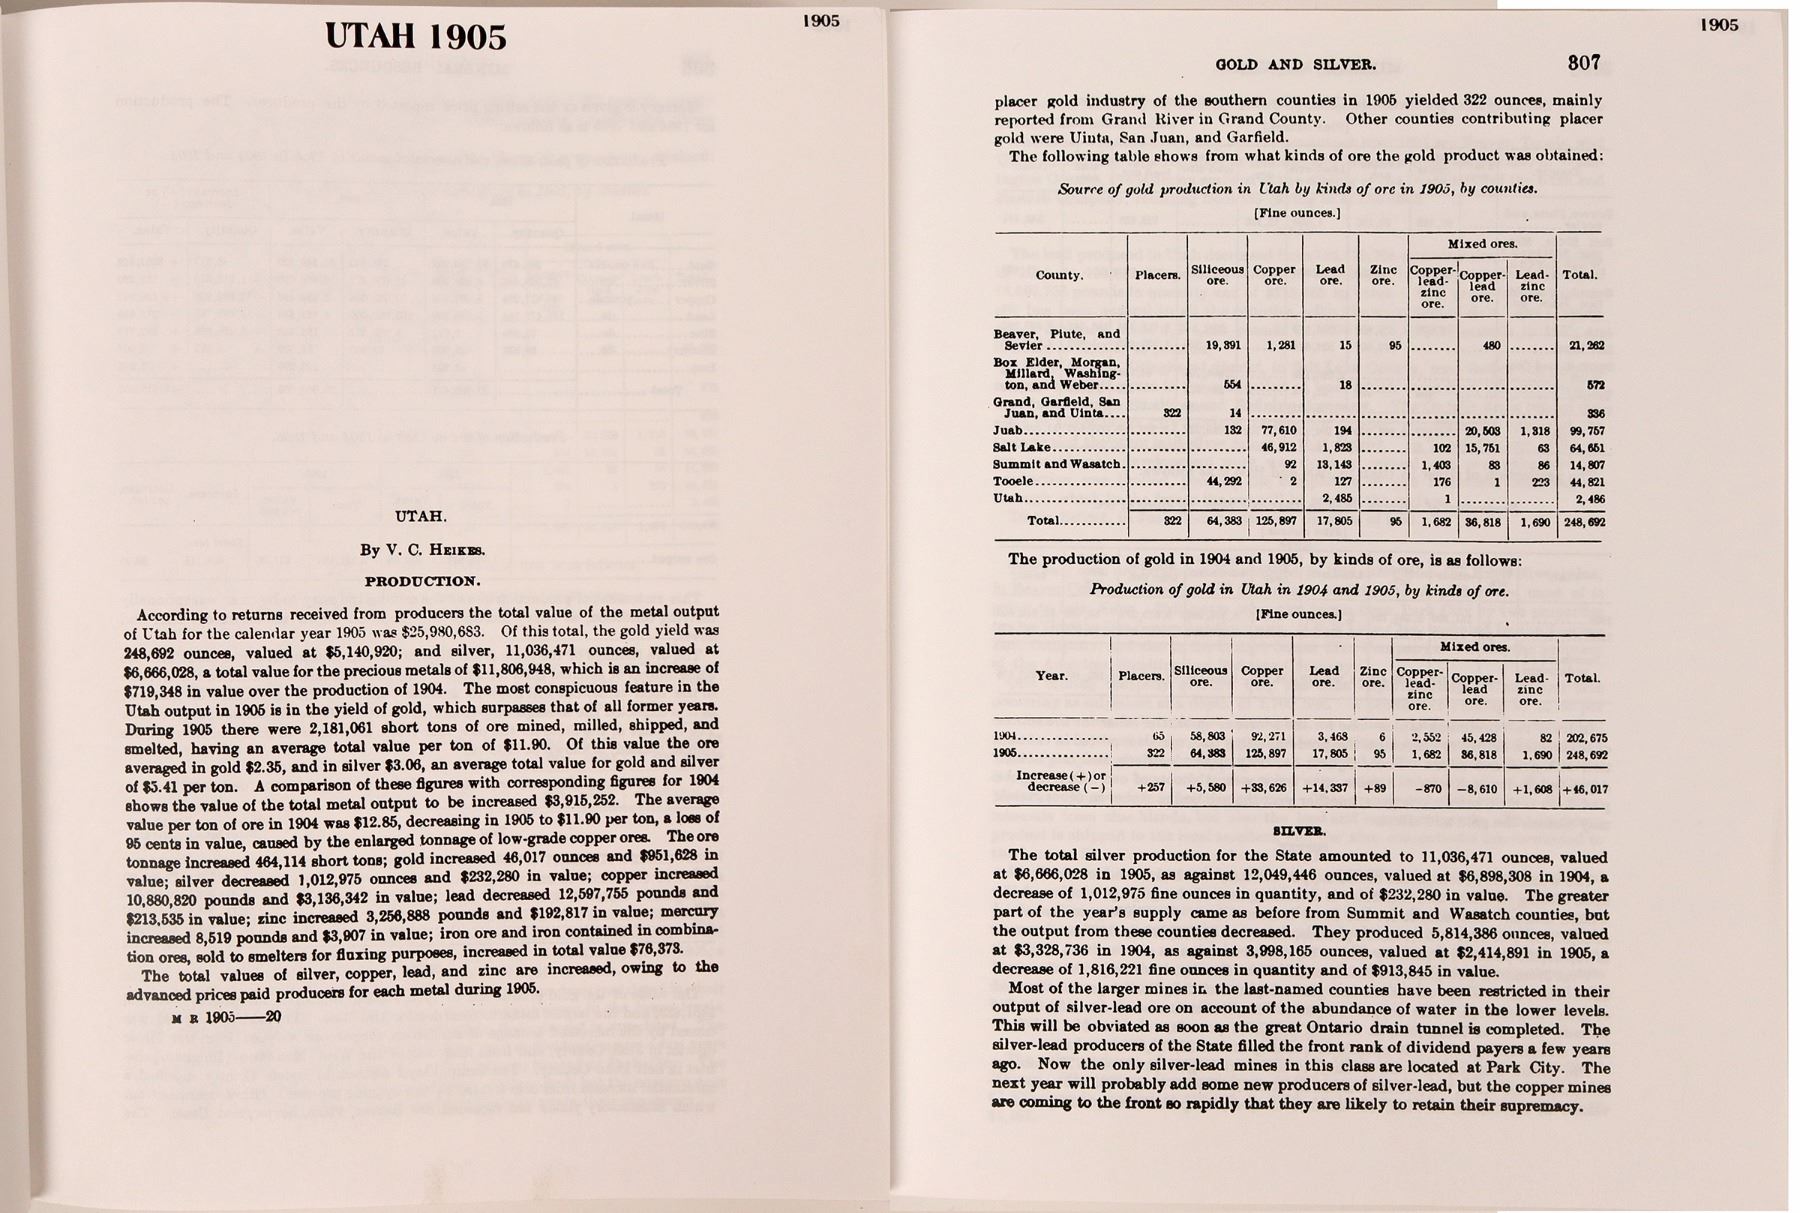 UTAH 1905
1905
UTAH.
By V. C. HEIKES.
PRODUCTION.
According to returns received from producers the total value of the metal output
of Utah for the calendar year 1905 was $25,980,683. Of this total, the gold yield was
248,692 ounces, valued at $5,140,920; and silver, 11,036,471 ounces, valued at
$6,666,028, a total value for the precious metals of $11,806,948, which is an increase of
$719,348 in value over the production of 1904. The most conspicuous feature in the
Utah output in 1905 is in the yield of gold, which surpasses that of all former years.
During 1905 there were 2,181,061 short tons of ore mined, milled, shipped, and
smelted, having an average total value per ton of $11.90. Of this value the ore
averaged in gold $2.35, and in silver $3.06, an average total value for gold and silver
of $5.41 per ton. A comparison of these figures with corresponding figures for 1904
shows the value of the total metal output to be increased $3,915,252. The average
value per ton of ore in 1904 was $12.85, decreasing in 1905 to $11.90 per ton, a loss of
95 cents in value, caused by the enlarged tonnage of low-grade copper ores. The ore
tonnage increased 464,114 short tons; gold increased 46,017 ounces and $951,628 in
value; silver decreased 1,012,975 ounces and $232,280 in value; copper increased
10,880,820 pounds and $3,136,342 in value; lead decreased 12,597,755 pounds and
$213,535 in value; zinc increased 3,256,888 pounds and $192,817 in value; mercury
increased 8,519 pounds and $3,907 in value; iron ore and iron contained in combina-
tion ores, sold to smelters for fluxing purposes, increased in total value $76,373.
The total values of silver, copper, lead, and zinc are increased, owing to the
advanced prices paid producers for each metal during 1905.
M R 1905——20
1905
GOLD AND SILVER. 307
placer gold industry of the southern counties in 1905 yielded 322 ounces, mainly
reported from Grand River in Grand County. Other counties contributing placer
gold were Uinta, San Juan, and Garfield.
The following table shows from what kinds of ore the gold product was obtained:
Source of gold production in Utah by kinds of ore in 1905, by counties.
[Fine ounces.]
Mixed ores.
County. Placers. Siliceous ore. Copper ore. Lead ore. Zinc ore. Copper-lead-zinc ore. Copper-lead ore. Lead-zinc ore. Total.
Beaver, Piute, and
Sevier ............. .......... 19,391 1,281 15 95 ........ 480 ........ 21,262
Box Elder, Morgan,
Millard, Washing-
ton, and Weber..... .......... 554 ......... 18 ........ ........ ........ ........ 572
Grand, Garfield, San
Juan, and Uinta.... 322 14 ......... ......... ........ ........ ........ ........ 336
Juab.................. .......... 132 77,610 194 ........ ........ 20,503 1,318 99,757
Salt Lake............. .......... .......... 46,912 1,823 ........ 102 15,751 63 64,651
Summit and Wasatch. .......... .......... 92 13,143 ........ 1,403 83 86 14,807
Tooele................ .......... 44,292 2 127 ........ 176 1 223 44,821
Utah.................. .......... .......... ......... 2,485 ........ 1 ........ ........ 2,486
Total............ 322 64,383 125,897 17,805 95 1,682 36,818 1,690 248,692
The production of gold in 1904 and 1905, by kinds of ore, is as follows:
Production of gold in Utah in 1904 and 1905, by kinds of ore.
[Fine ounces.]
Mixed ores.
Year. Placers. Siliceous ore. Copper ore. Lead ore. Zinc ore. Copper-lead-zinc ore. Copper-lead ore. Lead-zinc ore. Total.
1904................ 65 58,803 92,271 3,468 6 2,552 45,428 82 202,675
1905................ 322 64,383 125,897 17,805 95 1,682 36,818 1,690 248,692
Increase (+) or
decrease (−) +257 +5,580 +33,626 +14,337 +89 −870 −8,610 +1,608 +46,017
SILVER.
The total silver production for the State amounted to 11,036,471 ounces, valued
at $6,666,028 in 1905, as against 12,049,446 ounces, valued at $6,898,308 in 1904, a
decrease of 1,012,975 fine ounces in quantity, and of $232,280 in value. The greater
part of the year's supply came as before from Summit and Wasatch counties, but
the output from these counties decreased. They produced 5,814,386 ounces, valued
at $3,328,736 in 1904, as against 3,998,165 ounces, valued at $2,414,891 in 1905, a
decrease of 1,816,221 fine ounces in quantity and of $913,845 in value.
Most of the larger mines in the last-named counties have been restricted in their
output of silver-lead ore on account of the abundance of water in the lower levels.
This will be obviated as soon as the great Ontario drain tunnel is completed. The
silver-lead producers of the State filled the front rank of dividend payers a few years
ago. Now the only silver-lead mines in this class are located at Park City. The
next year will probably add some new producers of silver-lead, but the copper mines
are coming to the front so rapidly that they are likely to retain their supremacy.